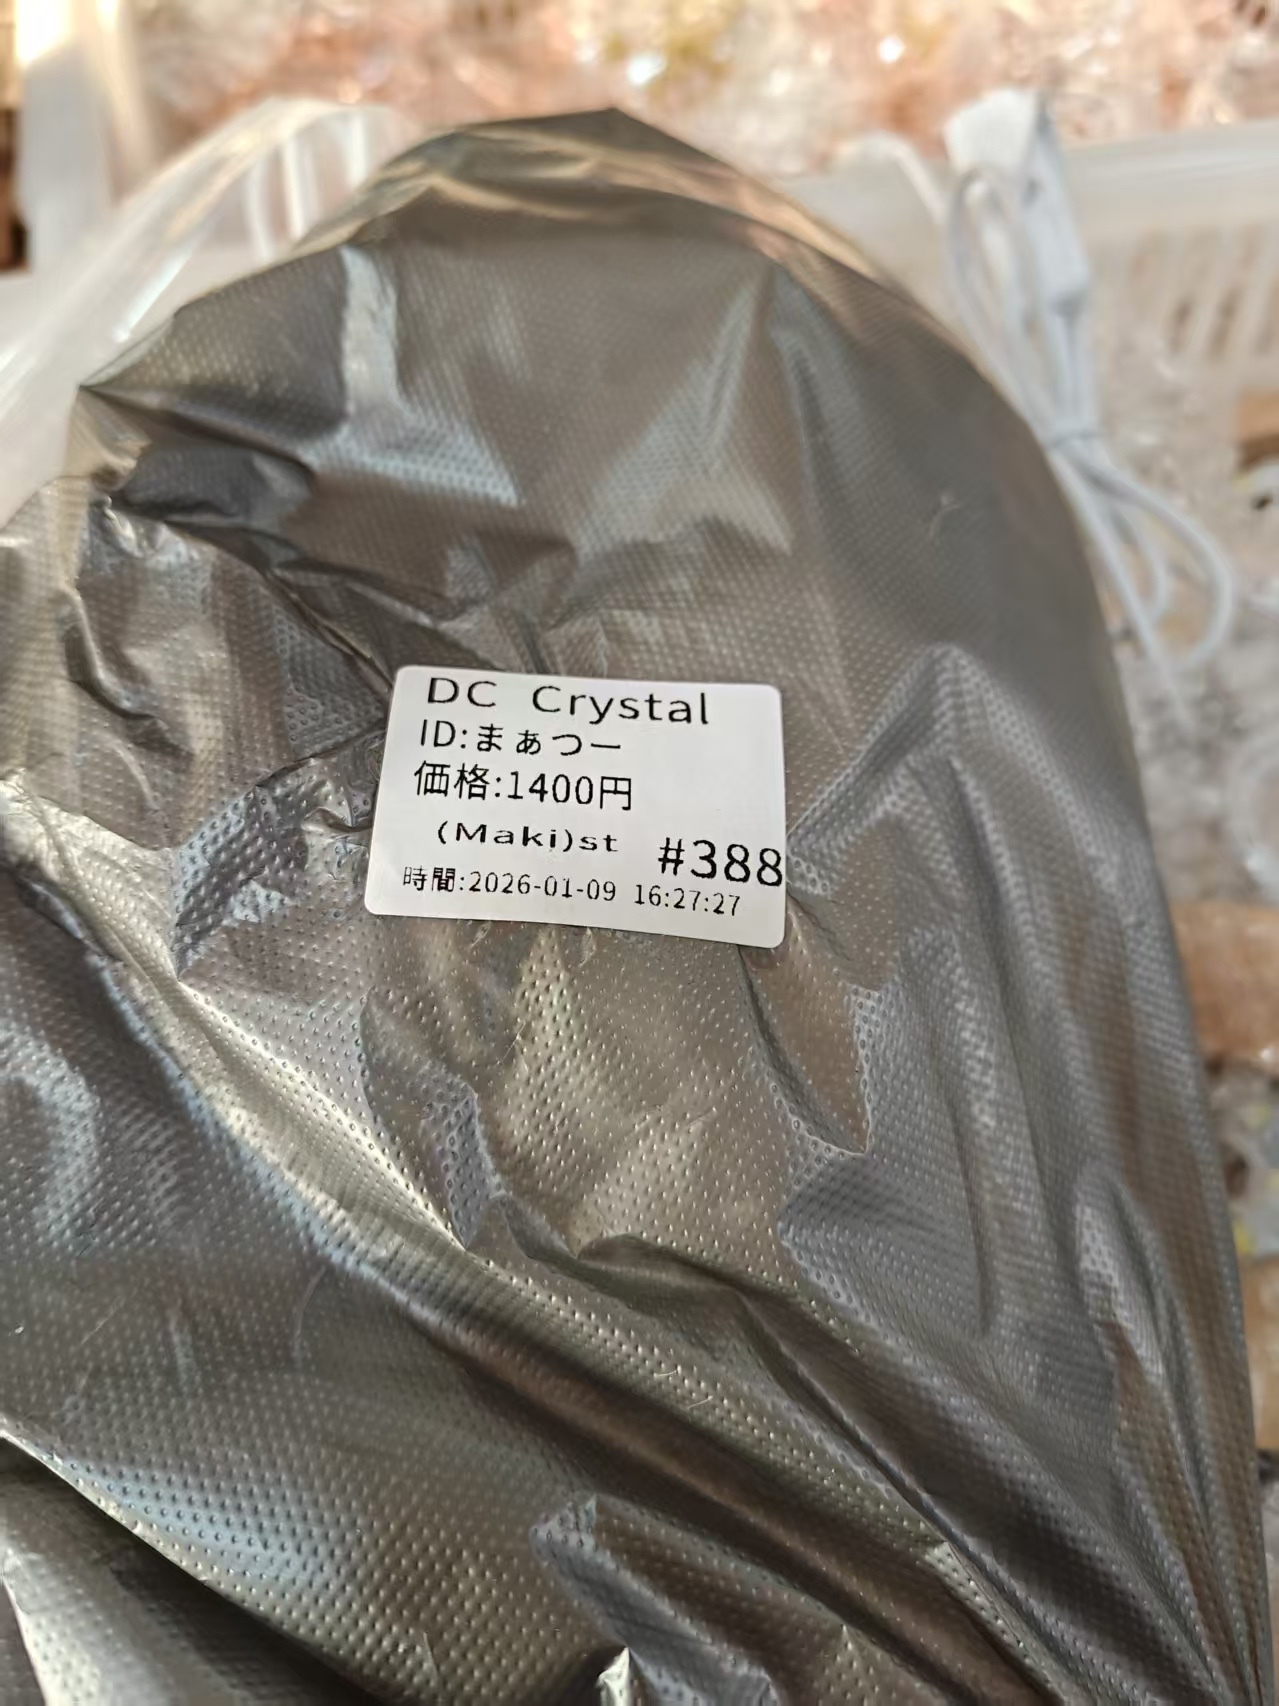 DC Crystal
ID:まぁつー
価格:1400円
(Maki)st #388
時間:2026-01-09 16:27:27